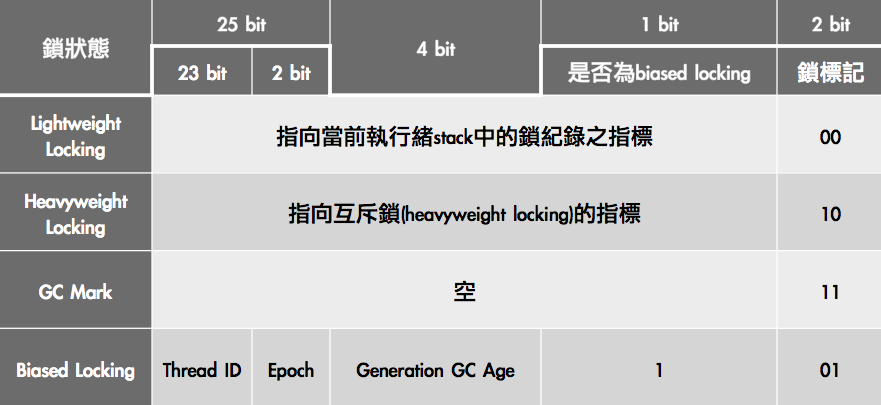 鎖狀態
25 bit
4 bit
1 bit
2 bit
23 bit
2 bit
是否為biased locking
鎖標記
Lightweight
Locking
指向當前執行緒stack中的鎖紀錄之指標
00
Heavyweight
Locking
指向互斥鎖(heavyweight locking)的指標
10
GC Mark
空
11
Biased Locking
Thread ID
Epoch
Generation GC Age
1
01